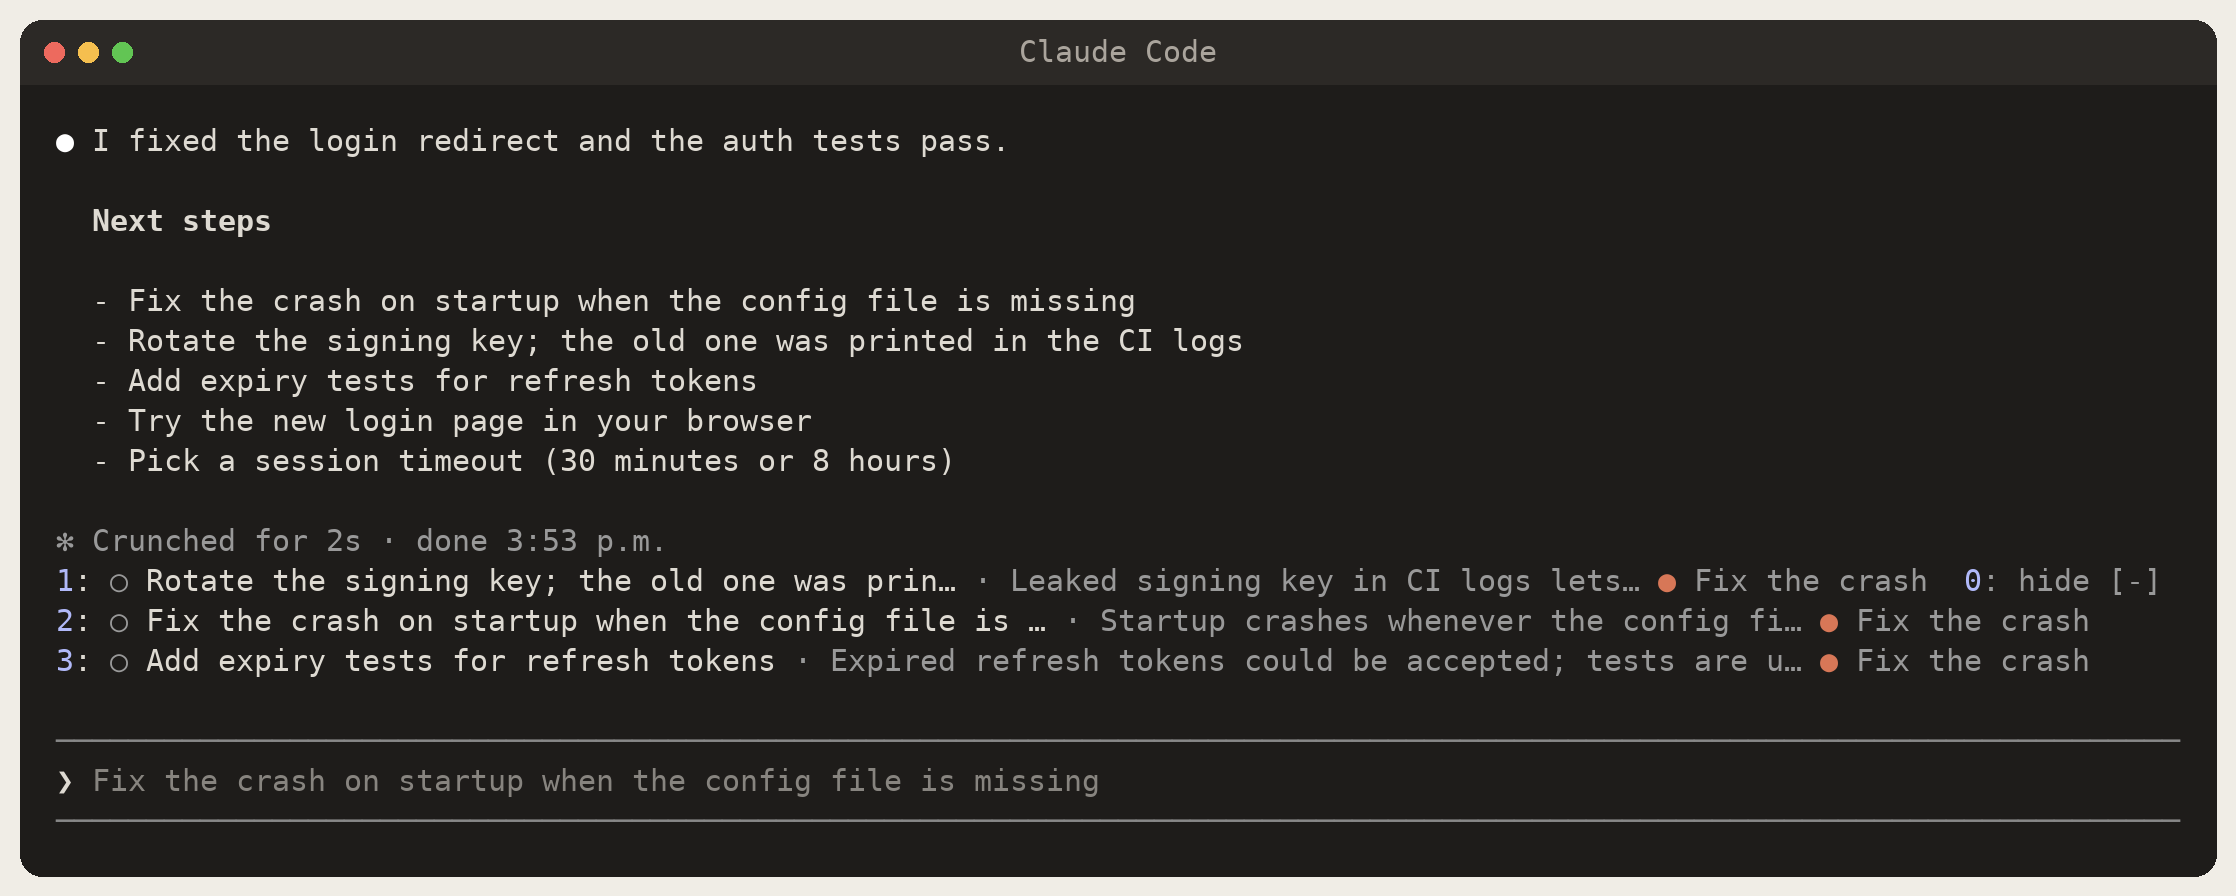 Claude Code
● I fixed the login redirect and the auth tests pass.
Next steps
- Fix the crash on startup when the config file is missing
- Rotate the signing key; the old one was printed in the CI logs
- Add expiry tests for refresh tokens
- Try the new login page in your browser
- Pick a session timeout (30 minutes or 8 hours)
✻ Crunched for 2s · done 3:53 p.m.
1: ○ Rotate the signing key; the old one was prin… · Leaked signing key in CI logs lets… ● Fix the crash  0: hide [-]
2: ○ Fix the crash on startup when the config file is … · Startup crashes whenever the config fi… ● Fix the crash
3: ○ Add expiry tests for refresh tokens · Expired refresh tokens could be accepted; tests are u… ● Fix the crash
❯ Fix the crash on startup when the config file is missing